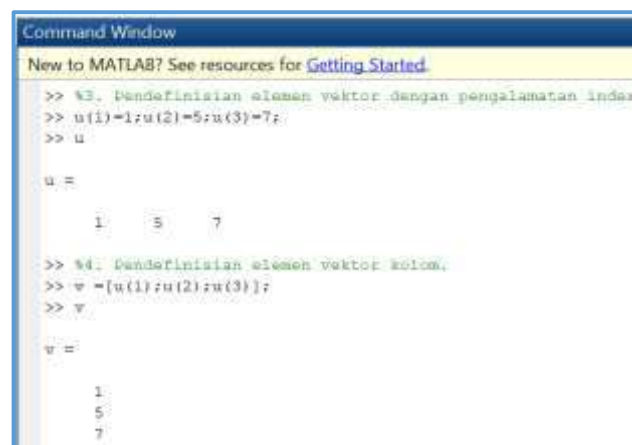 Command Window
New to MATLAB? See resources for Getting Started.
>> %3. Pendefinisian elemen vektor dengan pengalamatan index
>> u(1)=1;u(2)=5;u(3)=7;
>> u
u =
1 5 7
>> %4. Pendefinisian elemen vektor kolom.
>> v =[u(1);u(2);u(3)];
>> v
v =
1
5
7